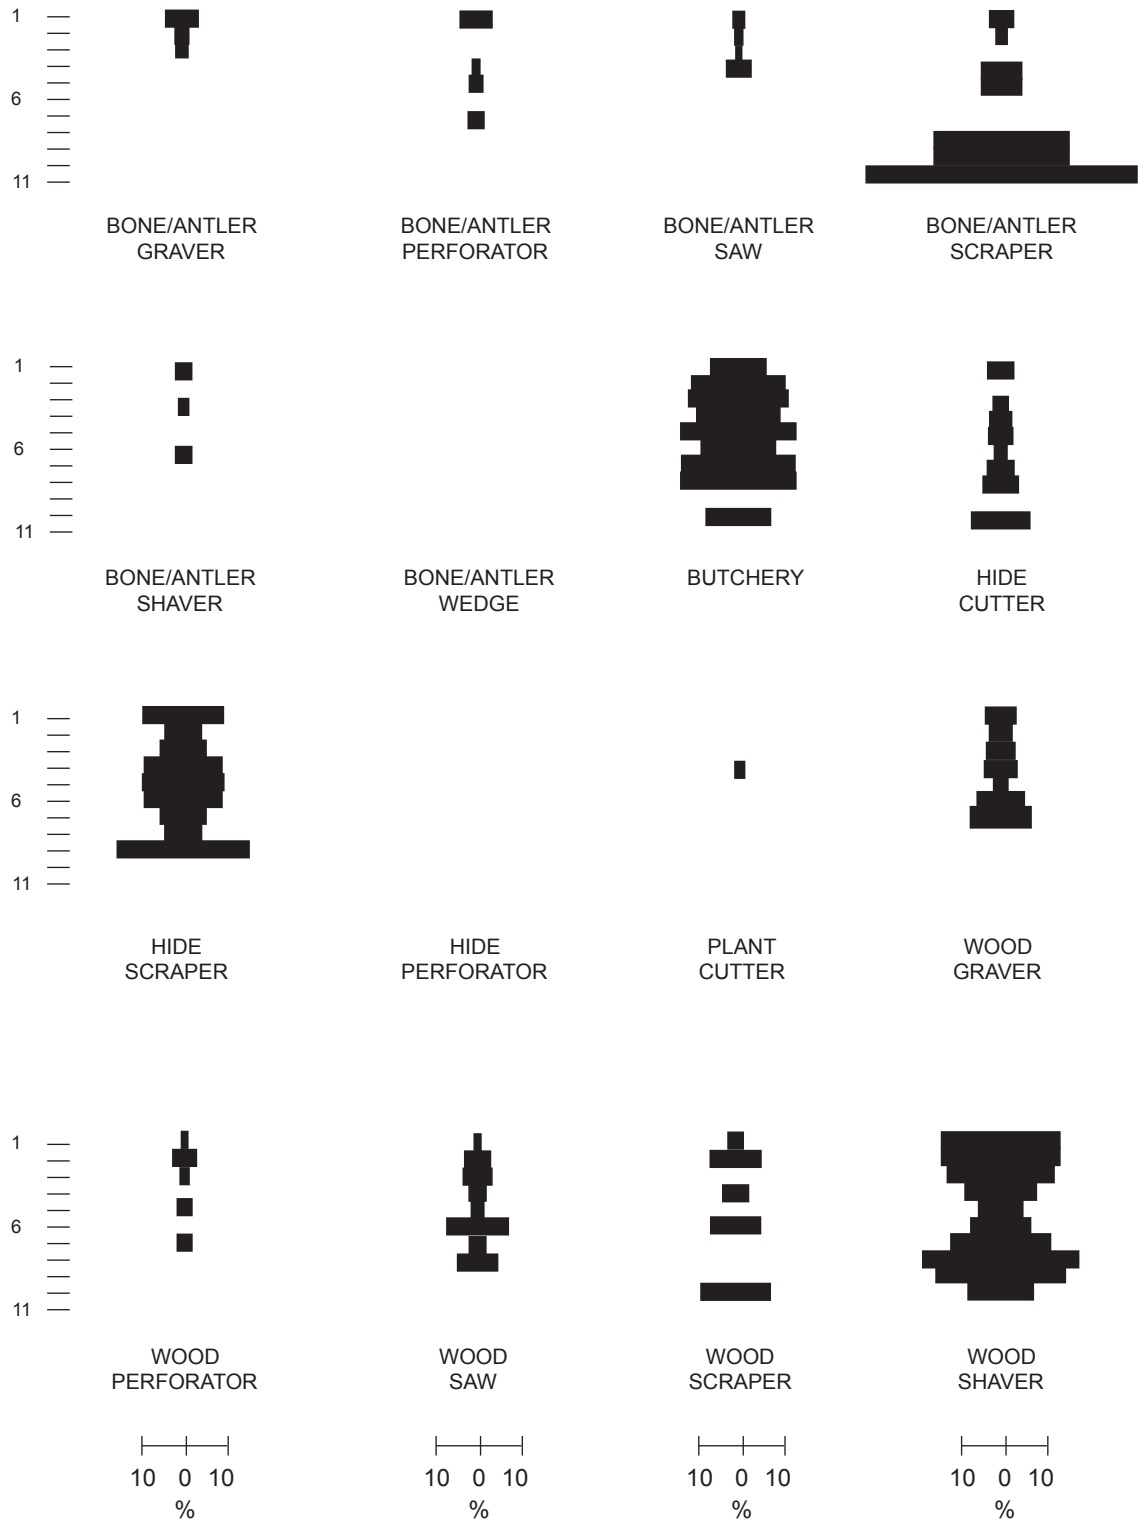 1
6
11
BONE/ANTLER
GRAVER
BONE/ANTLER
PERFORATOR
BONE/ANTLER
SAW
BONE/ANTLER
SCRAPER
1
6
11
BONE/ANTLER
SHAVER
BONE/ANTLER
WEDGE
BUTCHERY
HIDE
CUTTER
1
6
11
HIDE
SCRAPER
HIDE
PERFORATOR
PLANT
CUTTER
WOOD
GRAVER
1
6
11
WOOD
PERFORATOR
WOOD
SAW
WOOD
SCRAPER
WOOD
SHAVER
10 0 10
%
10 0 10
%
10 0 10
%
10 0 10
%